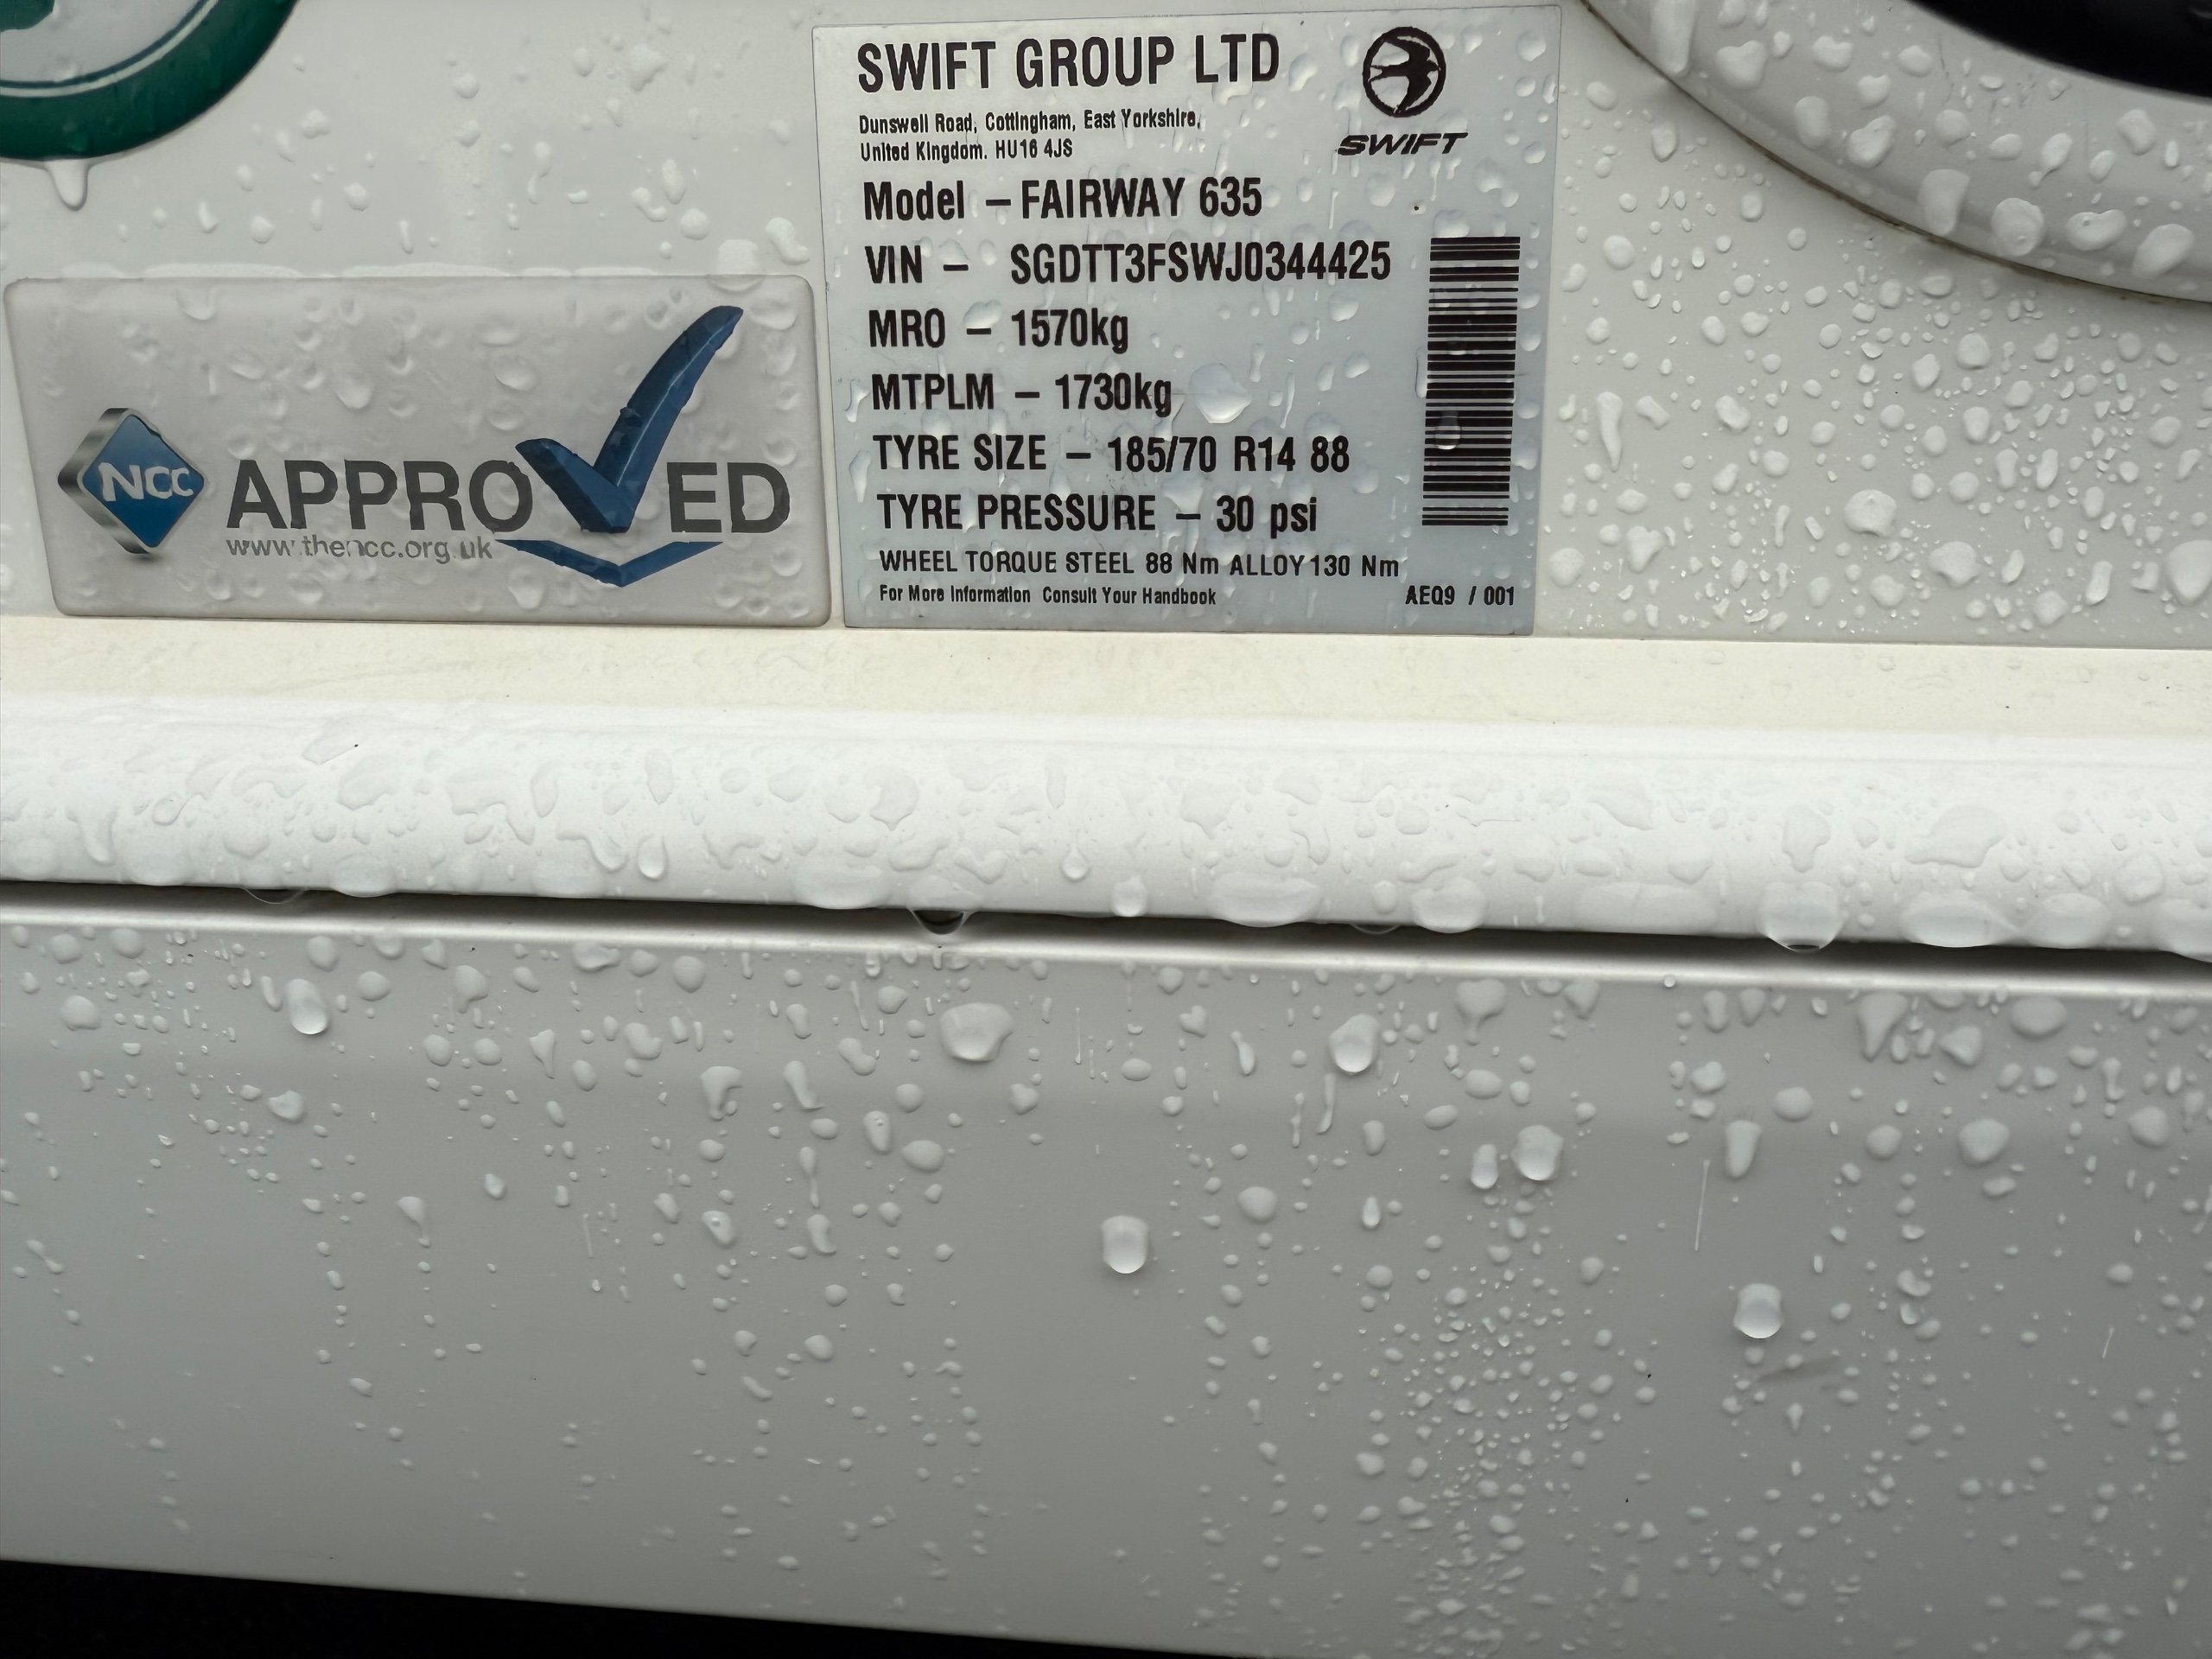 SWIFT GROUP LTD
Dunswell Road, Cottingham, East Yorkshire,
United Kingdom. HU16 4JS
SWIFT
Model – FAIRWAY 635
VIN – SGDTT3FSWJ0344425
MRO – 1570kg
MTPLM – 1730kg
TYRE SIZE – 185/70 R14 88
TYRE PRESSURE – 30 psi
WHEEL TORQUE STEEL 88 Nm ALLOY 130 Nm
For More Information Consult Your Handbook AEQ9 / 001
NCC APPROVED
www.thencc.org.uk